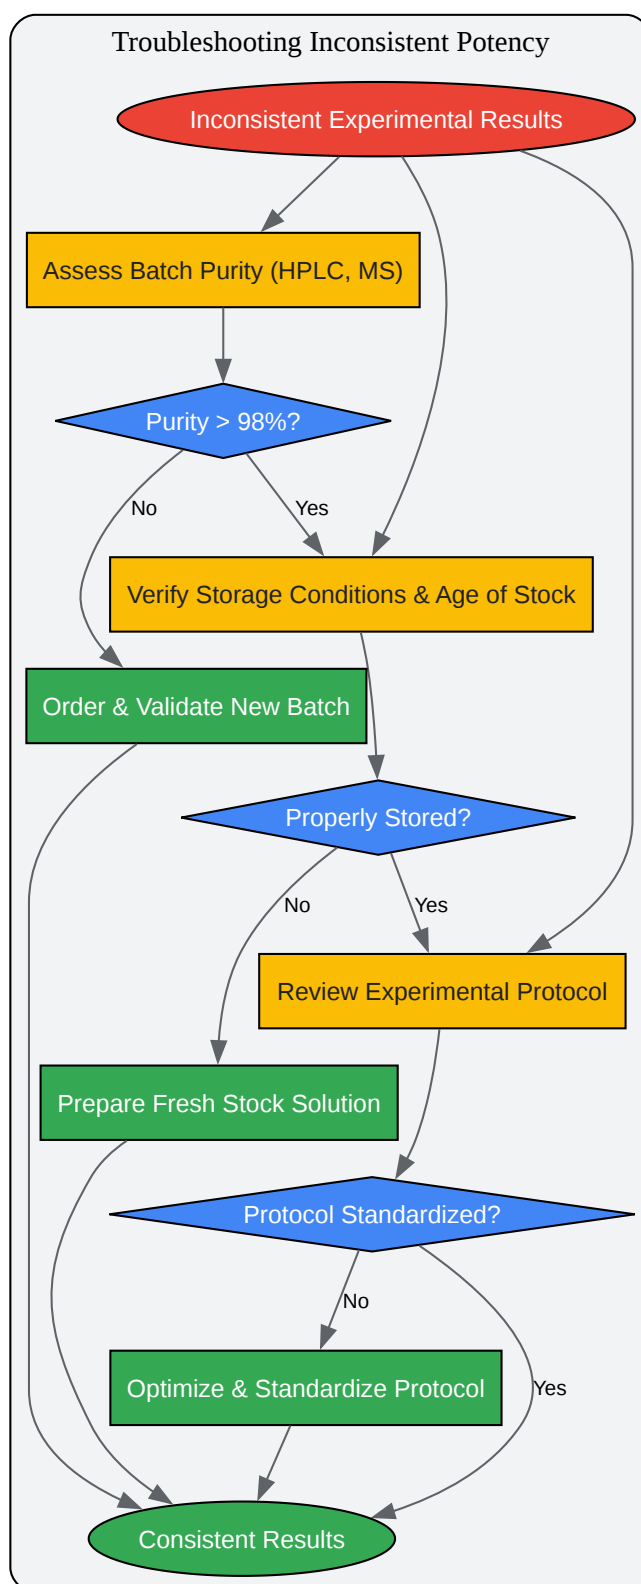 Troubleshooting Inconsistent Potency
Inconsistent Experimental Results
Assess Batch Purity (HPLC, MS)
Purity > 98%?
No
Yes
Verify Storage Conditions & Age of Stock
Order & Validate New Batch
Properly Stored?
No
Yes
Review Experimental Protocol
Prepare Fresh Stock Solution
Protocol Standardized?
No
Optimize & Standardize Protocol
Yes
Consistent Results